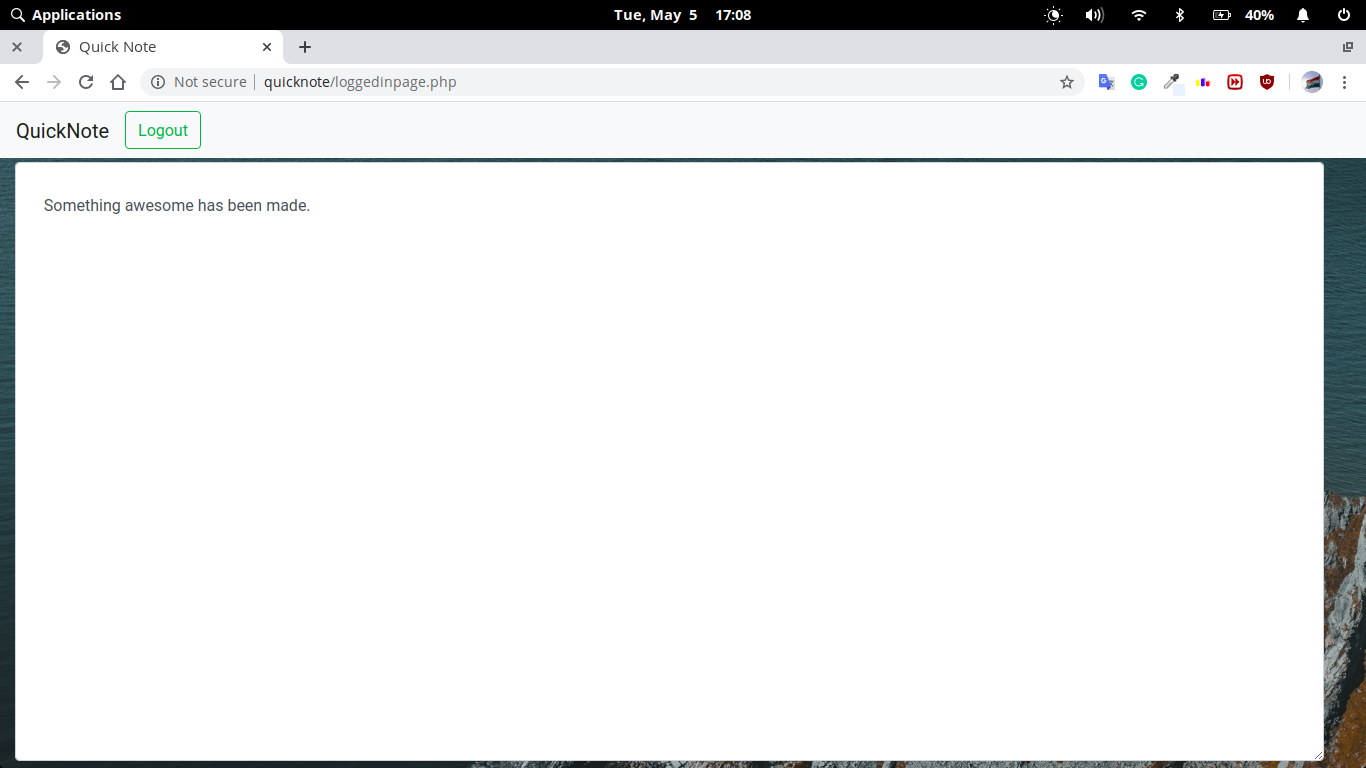 Applications
Tue, May 5 17:08
40%
Quick Note
Not secure
quicknote/loggedinpage.php
QuickNote
Logout
Something awesome has been made.